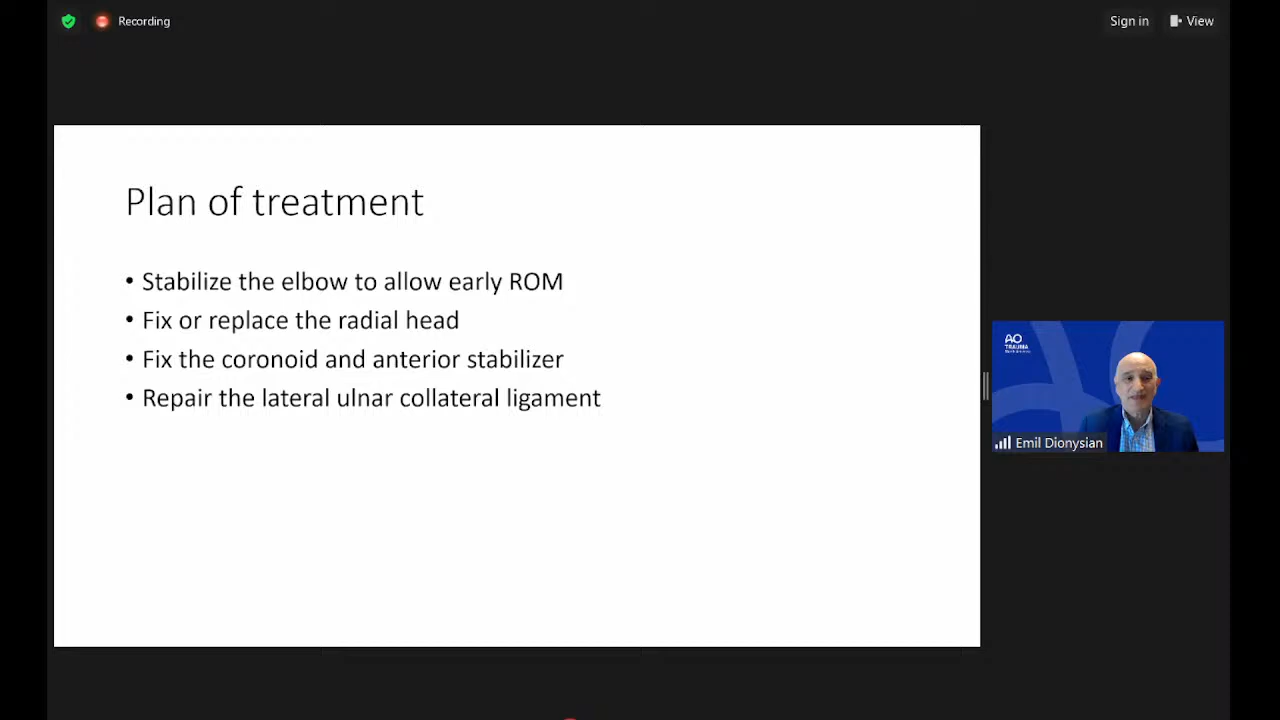 Recording
Sign in
View
Plan of treatment
• Stabilize the elbow to allow early ROM
• Fix or replace the radial head
• Fix the coronoid and anterior stabilizer
• Repair the lateral ulnar collateral ligament
AO
TRAUMA
Emil Dionysian